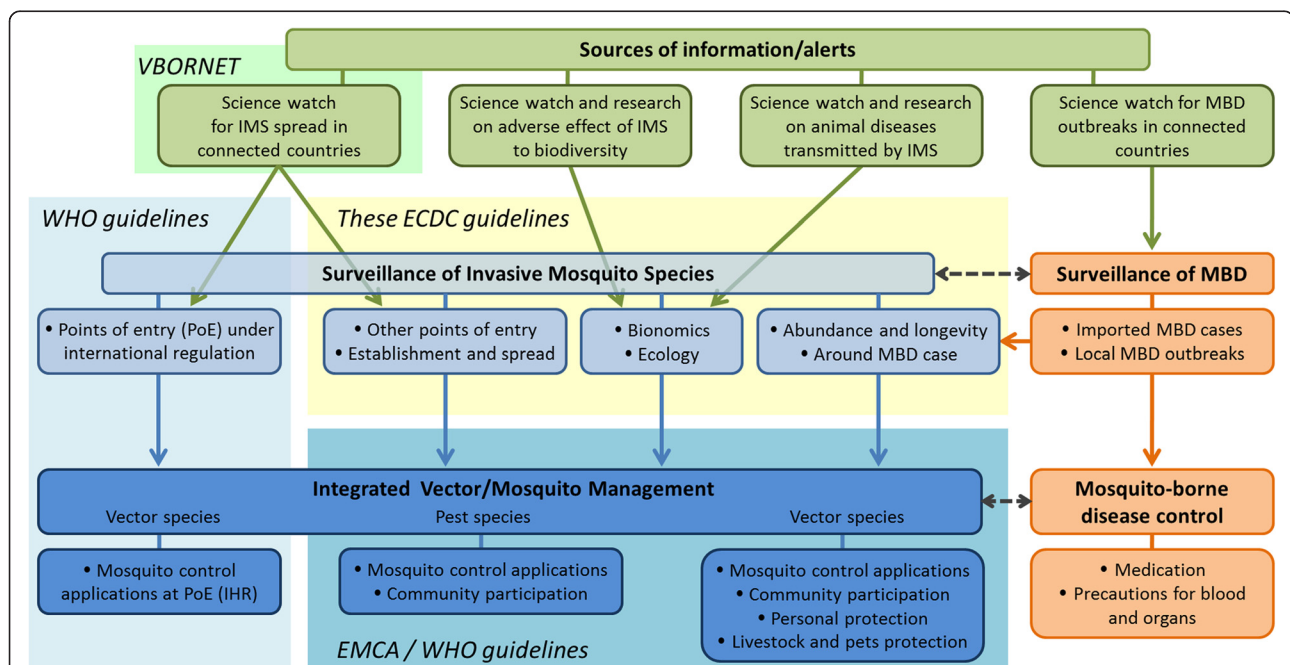 Sources of information/alerts
VBORNET
Science watch
for IMS spread in
connected countries
Science watch and research
on adverse effect of IMS
to biodiversity
Science watch and research
on animal diseases
transmitted by IMS
Science watch for MBD
outbreaks in connected
countries
WHO guidelines
These ECDC guidelines
Surveillance of Invasive Mosquito Species
Surveillance of MBD
• Points of entry (PoE) under
international regulation
• Other points of entry
• Establishment and spread
• Bionomics
• Ecology
• Abundance and longevity
• Around MBD case
• Imported MBD cases
• Local MBD outbreaks
Integrated Vector/Mosquito Management
Vector species
Pest species
Vector species
Mosquito-borne
disease control
• Mosquito control
applications at PoE (IHR)
• Mosquito control applications
• Community participation
• Mosquito control applications
• Community participation
• Personal protection
• Livestock and pets protection
• Medication
• Precautions for blood
and organs
EMCA / WHO guidelines